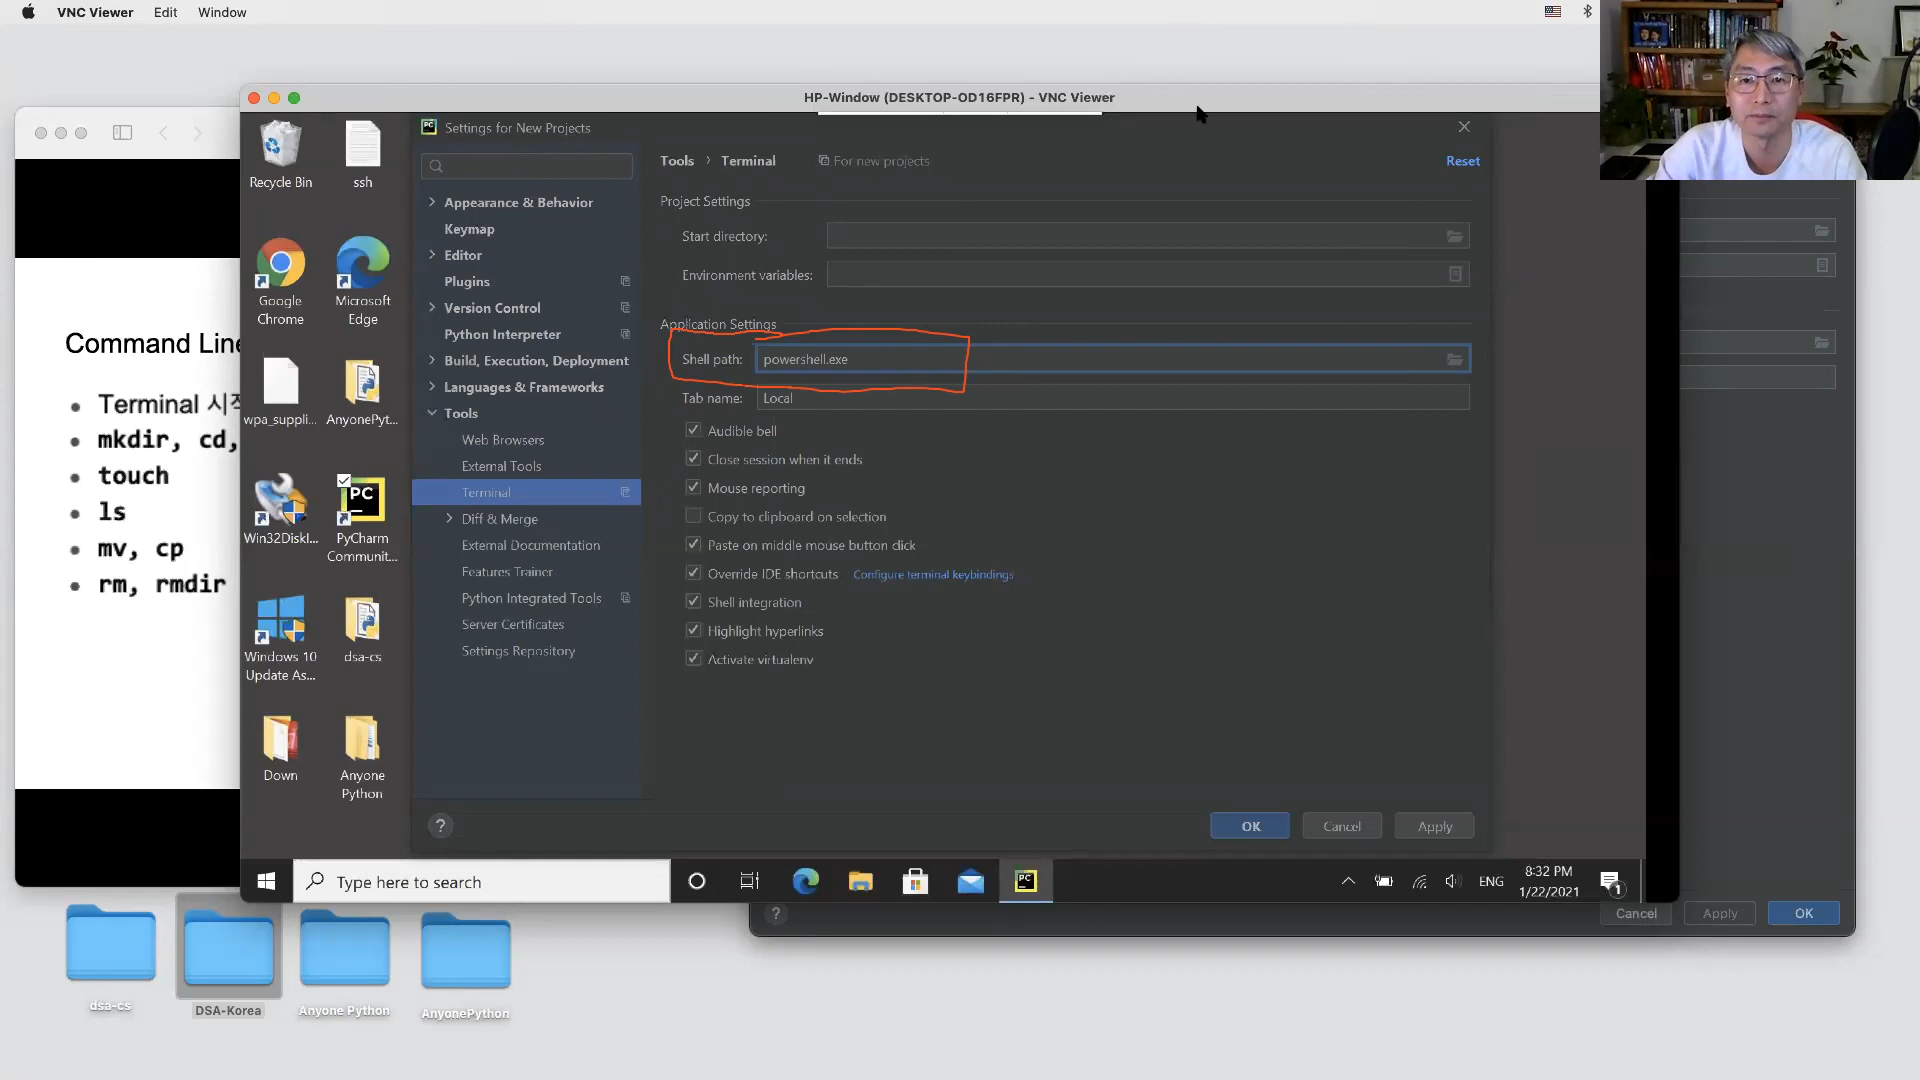 VNC Viewer Edit Window
HP-Window (DESKTOP-OD16FPR) - VNC Viewer
Settings for New Projects
Tools › Terminal For new projects Reset
Appearance & Behavior
Keymap
Editor
Plugins
Version Control
Python Interpreter
Build, Execution, Deployment
Languages & Frameworks
Tools
Web Browsers
External Tools
Terminal
Diff & Merge
External Documentation
Features Trainer
Python Integrated Tools
Server Certificates
Settings Repository
Project Settings
Start directory:
Environment variables:
Application Settings
Shell path: powershell.exe
Tab name: Local
Audible bell
Close session when it ends
Mouse reporting
Copy to clipboard on selection
Paste on middle mouse button click
Override IDE shortcuts Configure terminal keybindings
Shell integration
Highlight hyperlinks
Activate virtualenv
? OK Cancel Apply
Recycle Bin
ssh
Google
Chrome
Microsoft
Edge
wpa_suppli...
AnyonePyt...
Win32DiskI...
PC
PyCharm
Communit...
Windows 10
Update As...
dsa-cs
Down
Anyone
Python
Command Line
• Terminal
• mkdir, cd,
• touch
• ls
• mv, cp
• rm, rmdir
Type here to search
PC
ENG
8:32 PM
1/22/2021
1
? Cancel Apply OK
dsa-cs
DSA-Korea
Anyone Python
AnyonePython